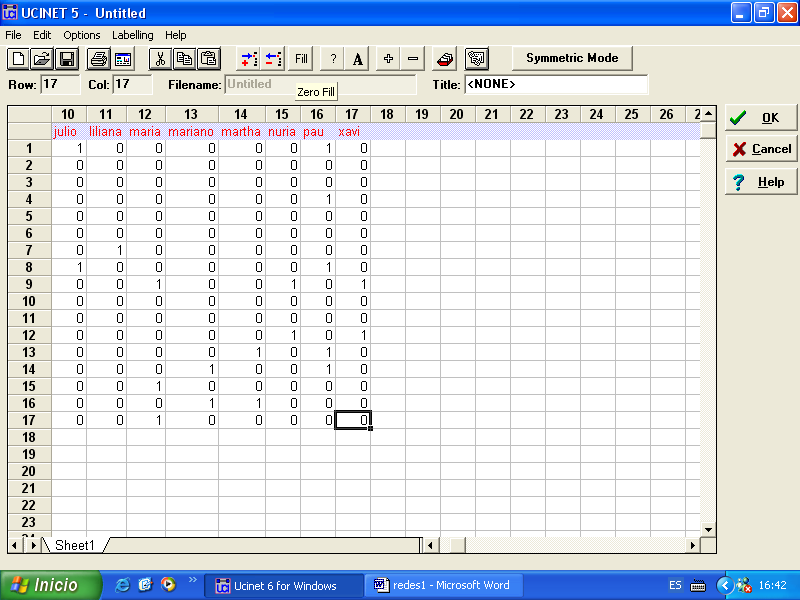 UCINET 5 - Untitled
File Edit Options Labelling Help
Fill ? A Symmetric Mode
Row: 17 Col: 17 Filename: Untitled Title: <NONE>
Zero Fill
10 11 12 13 14 15 16 17 18 19 20 21 22 23 24 25 26 2
julio liliana maria mariano martha nuria pau xavi
1 1 0 0 0 0 0 1 0
2 0 0 0 0 0 0 0 0
3 0 0 0 0 0 0 0 0
4 0 0 0 0 0 0 1 0
5 0 0 0 0 0 0 0 0
6 0 0 0 0 0 0 0 0
7 0 1 0 0 0 0 0 0
8 1 0 0 0 0 0 1 0
9 0 0 1 0 0 1 0 1
10 0 0 0 0 0 0 0 0
11 0 0 0 0 0 0 0 0
12 0 0 0 0 0 1 0 1
13 0 0 0 0 1 0 1 0
14 0 0 0 1 0 0 1 0
15 0 0 1 0 0 0 0 0
16 0 0 0 1 1 0 0 0
17 0 0 1 0 0 0 0 0
18
19
20
21
22
23
Sheet1
OK
Cancel
? Help
Inicio » Ucinet 6 for Windows redes1 - Microsoft Word ES 16:42